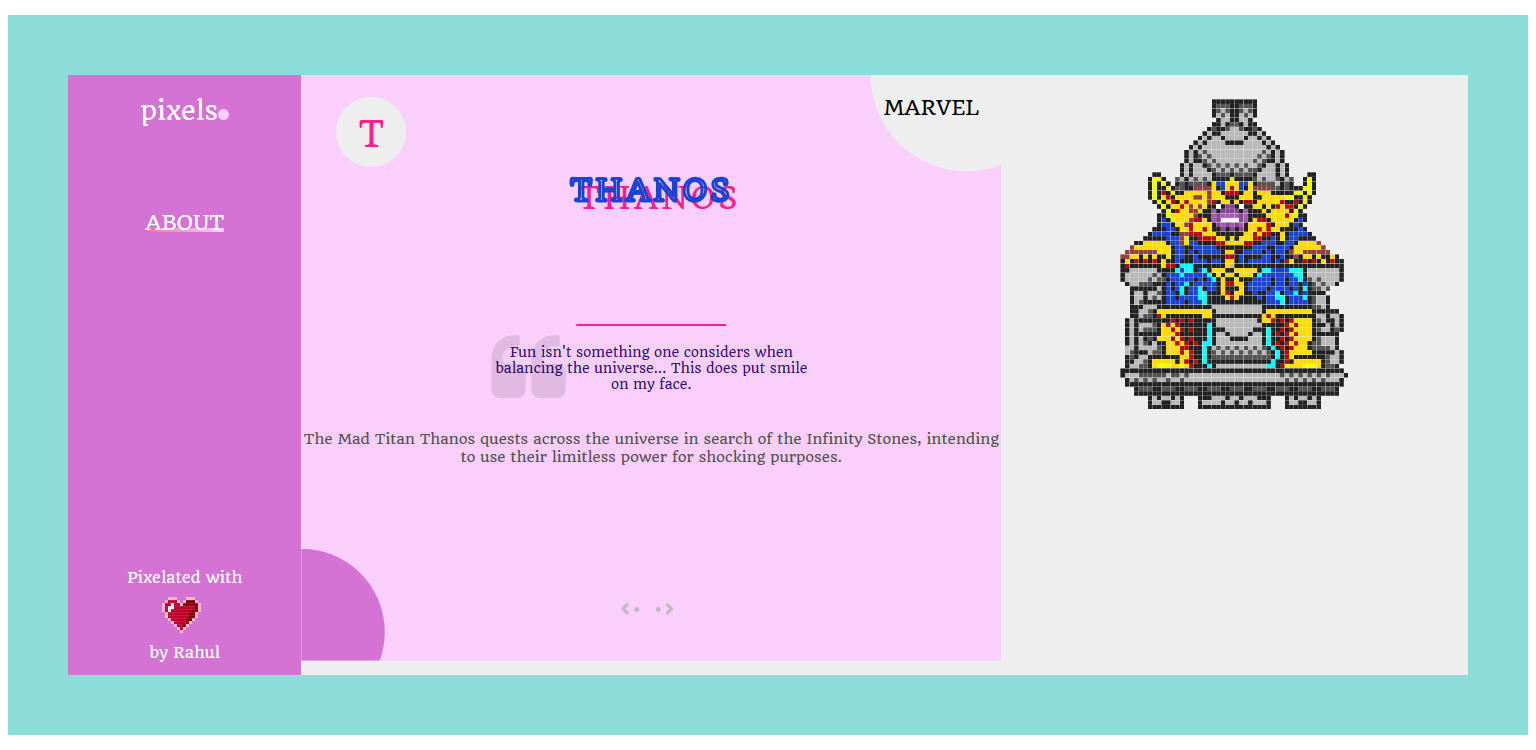 pixels
T
MARVEL
THANOS
THANOS
ABOUT
“
Fun isn't something one considers when
balancing the universe... This does put smile
on my face.
The Mad Titan Thanos quests across the universe in search of the Infinity Stones, intending
to use their limitless power for shocking purposes.
Pixelated with
by Rahul